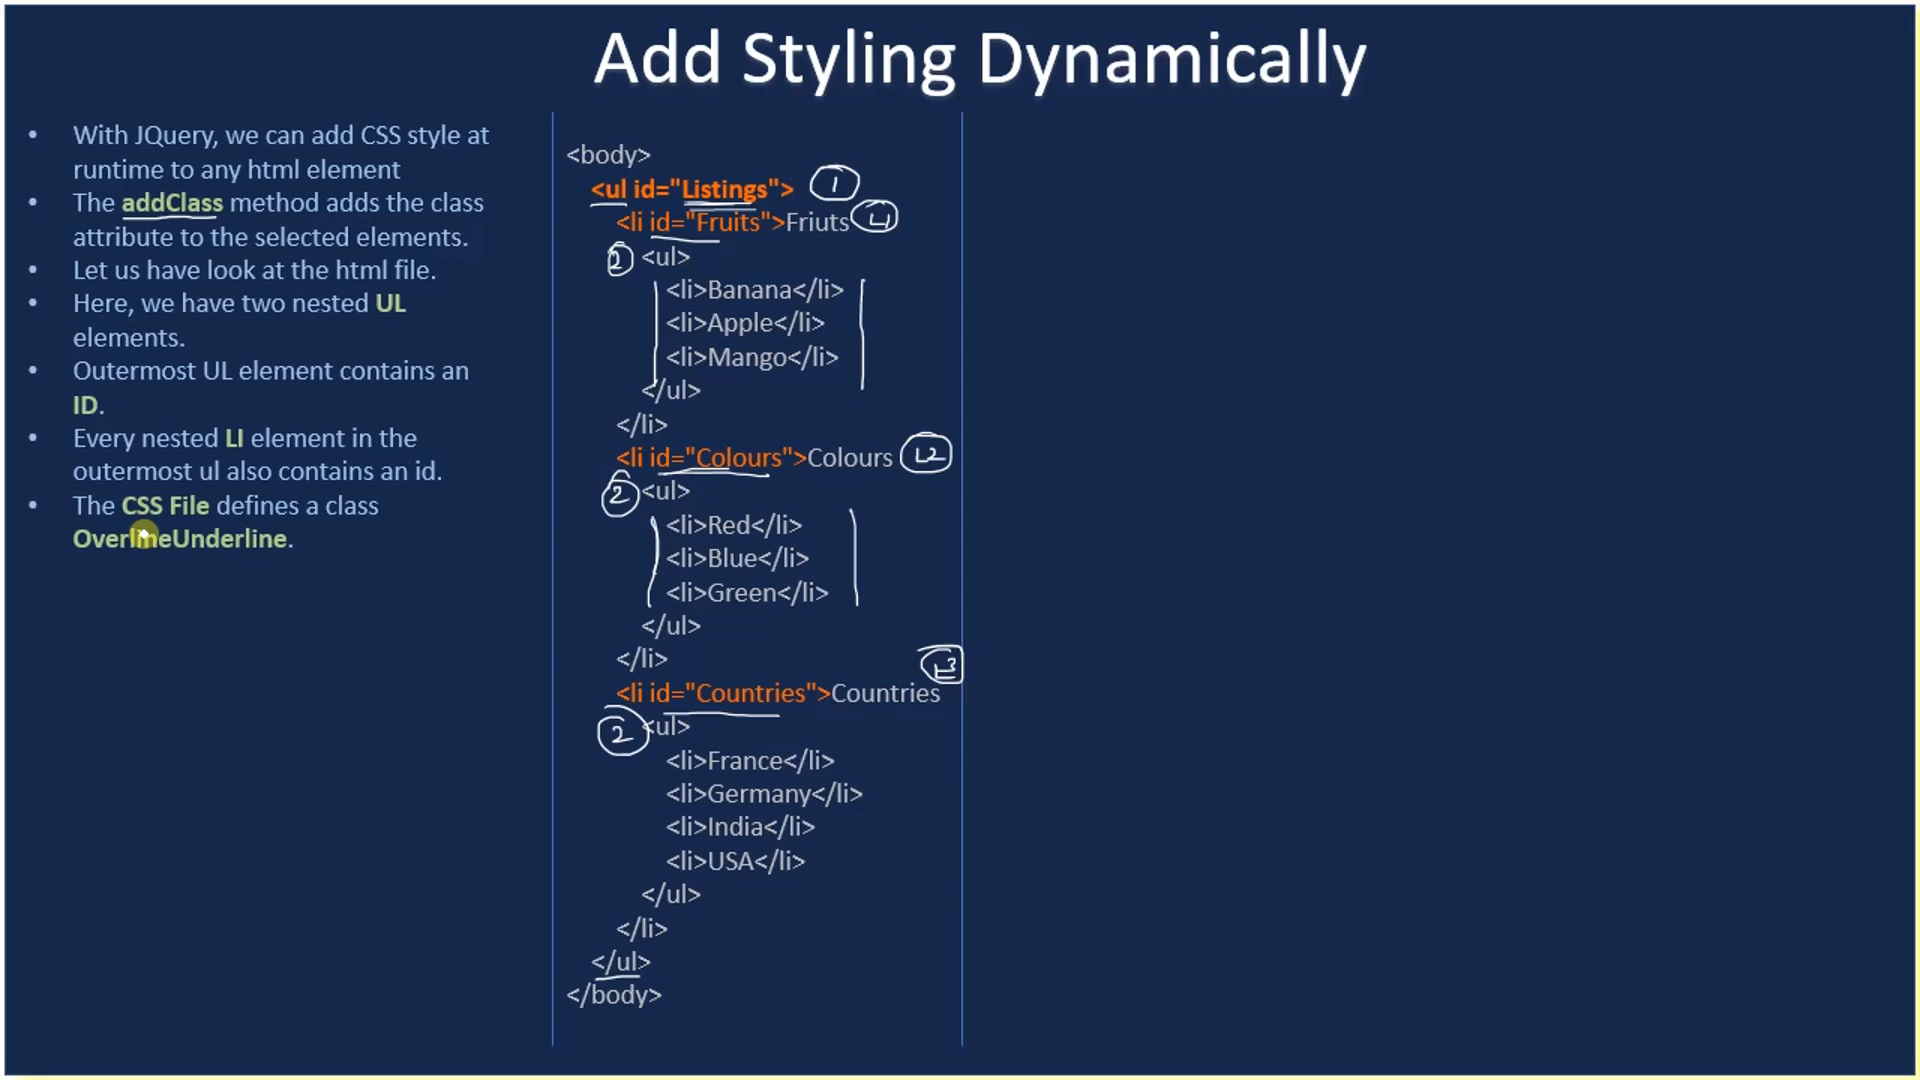 Add Styling Dynamically
• With JQuery, we can add CSS style at
runtime to any html element
• The addClass method adds the class
attribute to the selected elements.
• Let us have look at the html file.
• Here, we have two nested UL
elements.
• Outermost UL element contains an
ID.
• Every nested LI element in the
outermost ul also contains an id.
• The CSS File defines a class
OverlineUnderline.
<body>
<ul id="Listings"> 1
<li id="Fruits">Friuts
<ul>
<li>Banana</li>
<li>Apple</li>
<li>Mango</li>
</ul>
</li>
<li id="Colours">Colours L2
2 <ul>
<li>Red</li>
<li>Blue</li>
<li>Green</li>
</ul>
</li>
L3
<li id="Countries">Countries
2 <ul>
<li>France</li>
<li>Germany</li>
<li>India</li>
<li>USA</li>
</ul>
</li>
</ul>
</body>